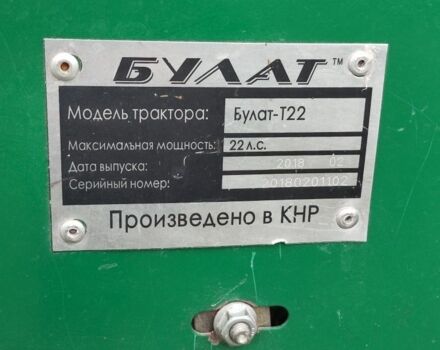 БУЛАТ™
Модель трактора: Булат-Т22
Максимальная мощность: 22 л.с.
Дата выпуска: 2018 02
Серийный номер: 20180201102
Произведено в КНР